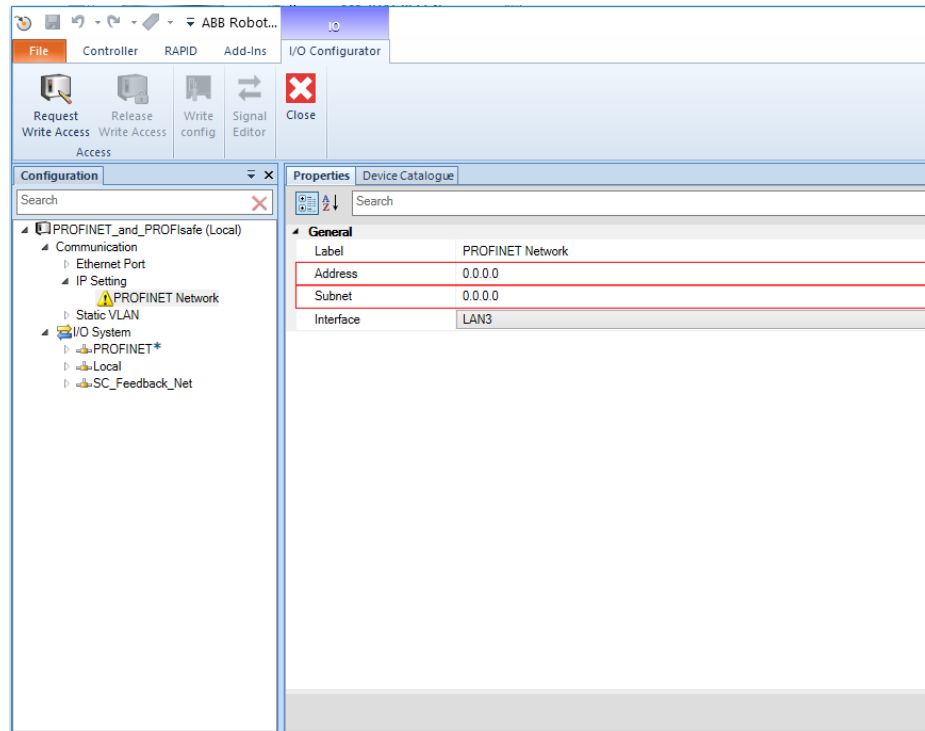 ABB Robot...
IO
File Controller RAPID Add-Ins I/O Configurator
Request Write Access
Release Write Access
Write config
Signal Editor
Close
Access
Configuration
Search
PROFINET_and_PROFIsafe (Local)
Communication
Ethernet Port
IP Setting
PROFINET Network
Static VLAN
I/O System
PROFINET*
Local
SC_Feedback_Net
Properties Device Catalogue
Search
General
Label PROFINET Network
Address 0.0.0.0
Subnet 0.0.0.0
Interface LAN3